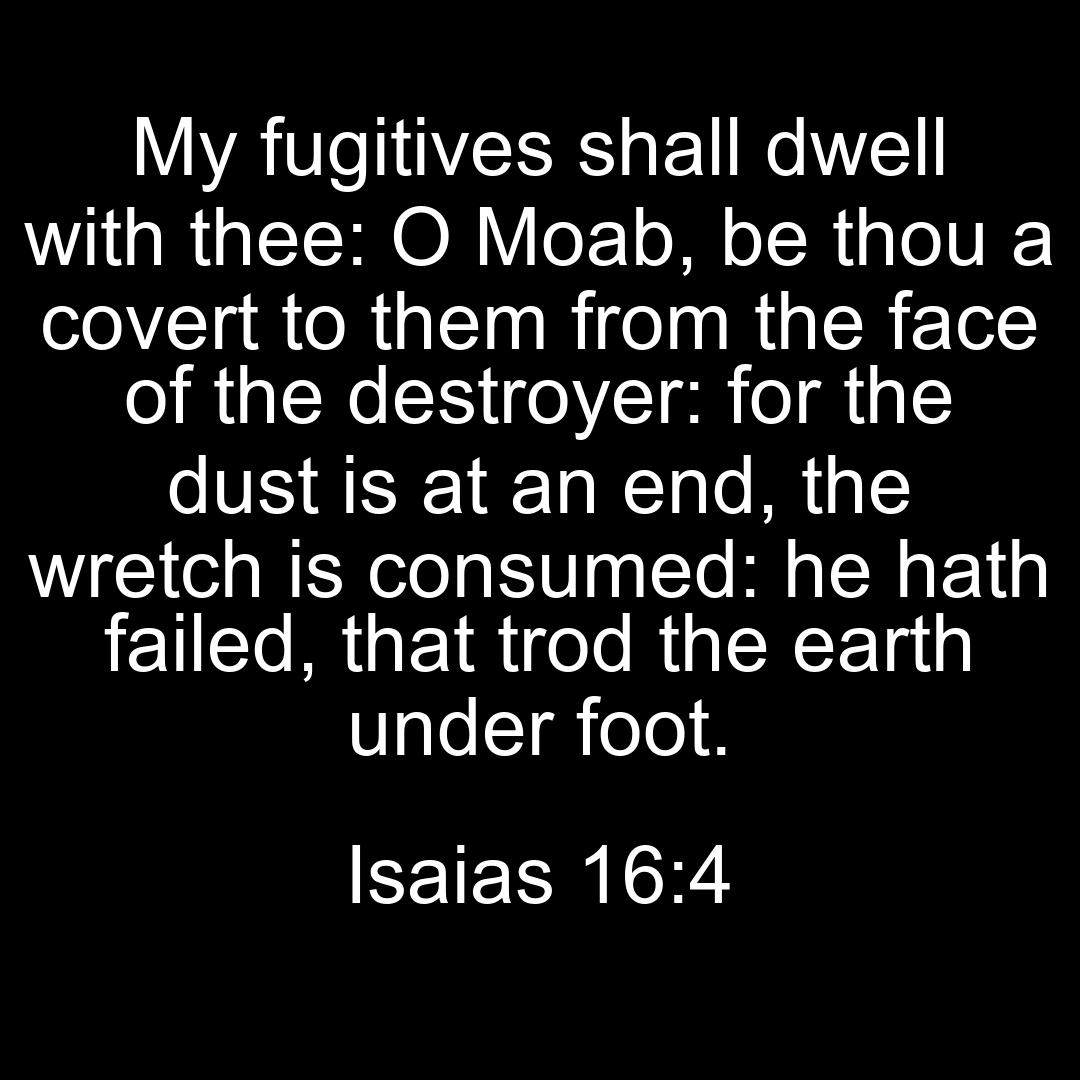 My fugitives shall dwell
with thee: O Moab, be thou a
covert to them from the face
of the destroyer: for the
dust is at an end, the
wretch is consumed: he hath
failed, that trod the earth
under foot.
Isaias 16:4